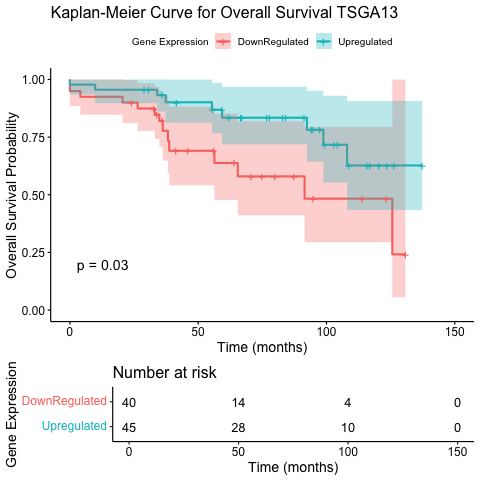 Kaplan-Meier Curve for Overall Survival TSGA13
Gene Expression DownRegulated Upregulated
Overall Survival Probability
1.00
0.75
0.50
0.25
0.00
p = 0.03
0 50 100 150
Time (months)
Number at risk
Gene Expression
DownRegulated 40 14 4 0
Upregulated 45 28 10 0
0 50 100 150
Time (months)